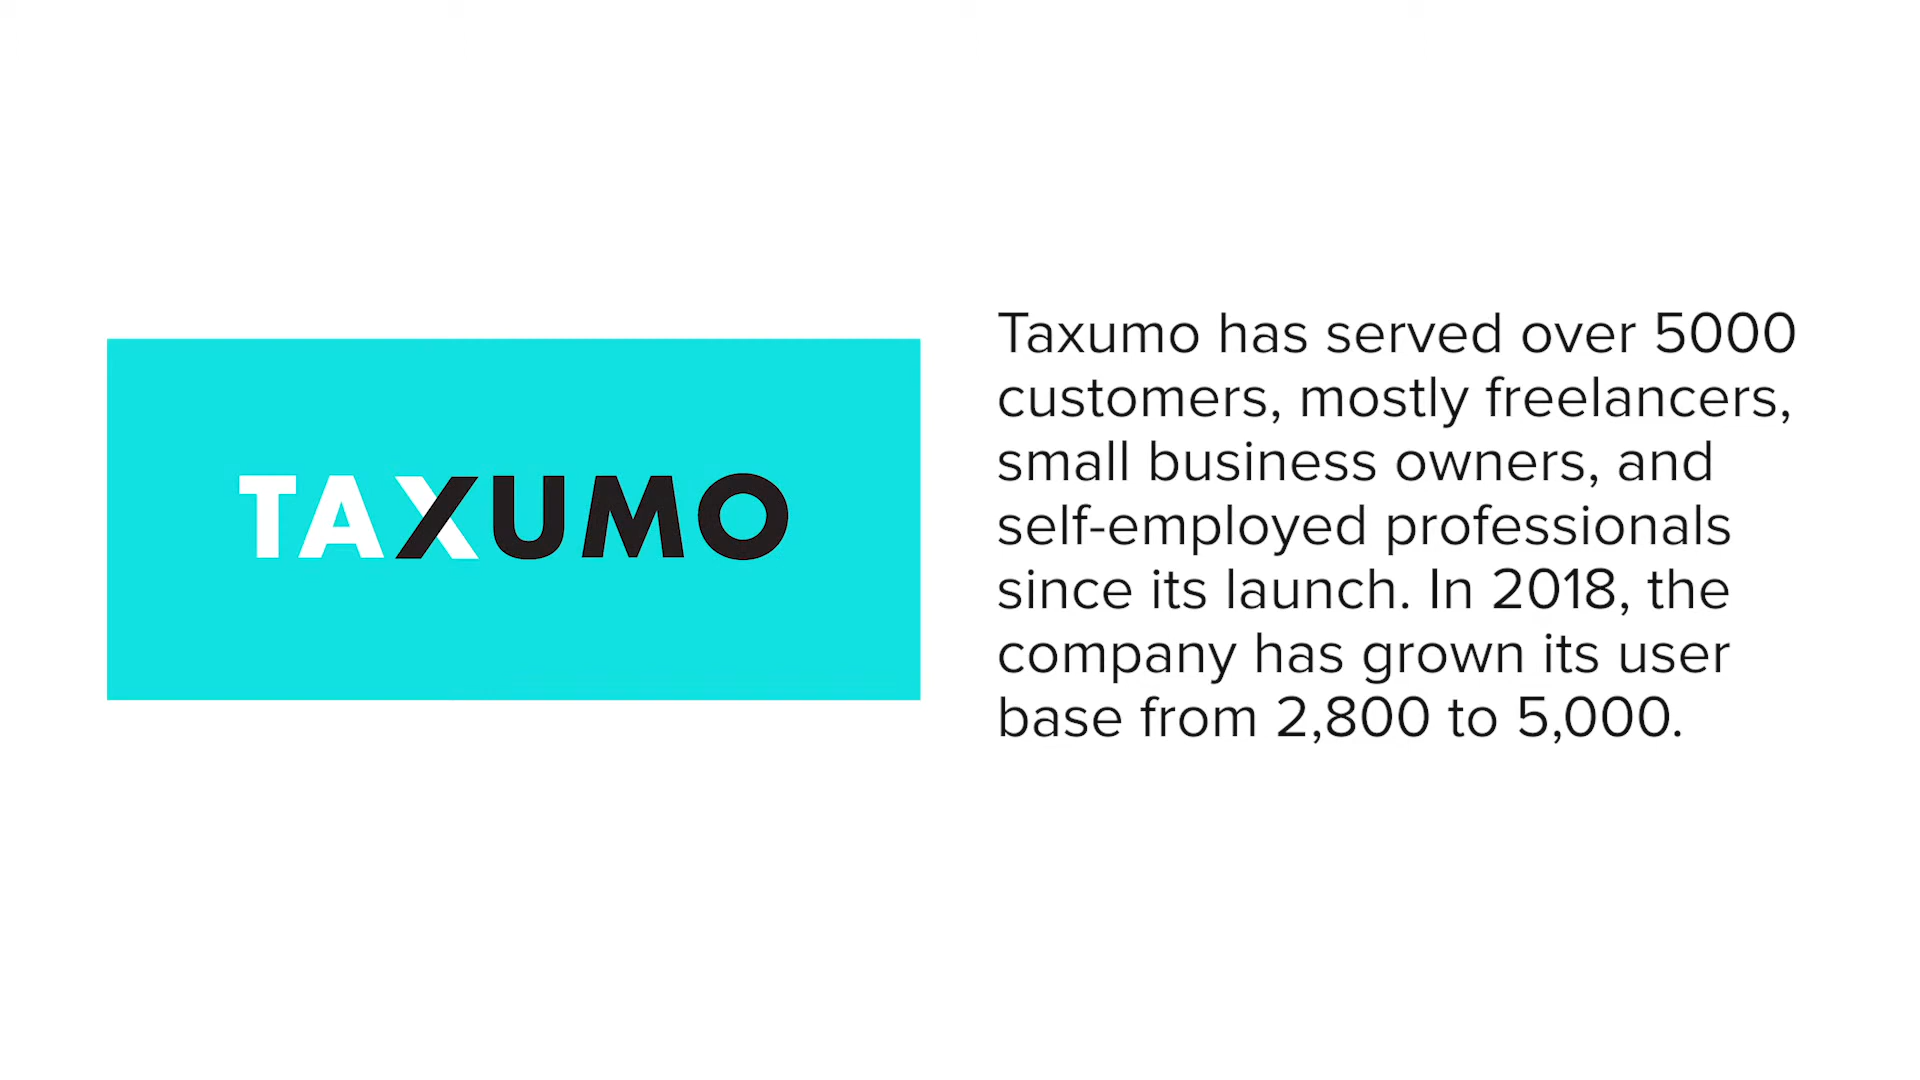 TAXUMO
Taxumo has served over 5000
customers, mostly freelancers,
small business owners, and
self-employed professionals
since its launch. In 2018, the
company has grown its user
base from 2,800 to 5,000.